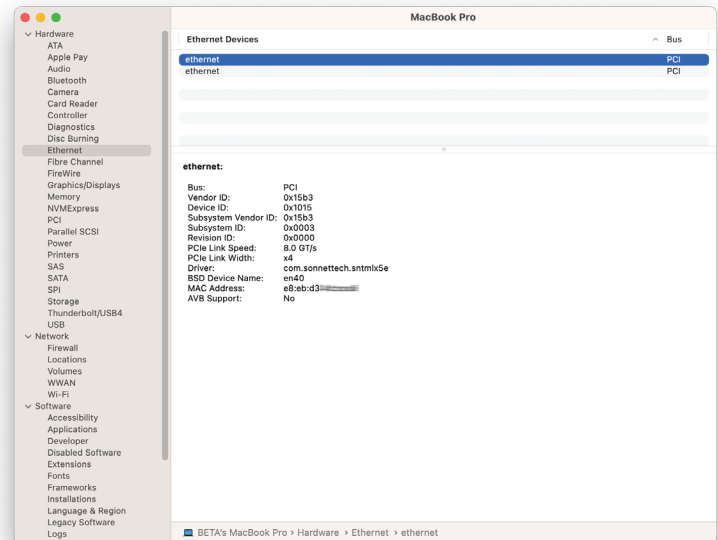 MacBook Pro
Hardware
ATA
Apple Pay
Audio
Bluetooth
Camera
Card Reader
Controller
Diagnostics
Disc Burning
Ethernet
Fibre Channel
FireWire
Graphics/Displays
Memory
NVMExpress
PCI
Parallel SCSI
Power
Printers
SAS
SATA
SPI
Storage
Thunderbolt/USB4
USB
Network
Firewall
Locations
Volumes
WWAN
Wi-Fi
Software
Accessibility
Applications
Developer
Disabled Software
Extensions
Fonts
Frameworks
Installations
Language & Region
Legacy Software
Logs
Ethernet Devices Bus
ethernet PCI
ethernet PCI
ethernet:
Bus: PCI
Vendor ID: 0x15b3
Device ID: 0x1015
Subsystem Vendor ID: 0x15b3
Subsystem ID: 0x0003
Revision ID: 0x0000
PCIe Link Speed: 8.0 GT/s
PCIe Link Width: x4
Driver: com.sonnettech.sntmlx5e
BSD Device Name: en40
MAC Address: e8:eb:d3
AVB Support: No
BETA's MacBook Pro › Hardware › Ethernet › ethernet